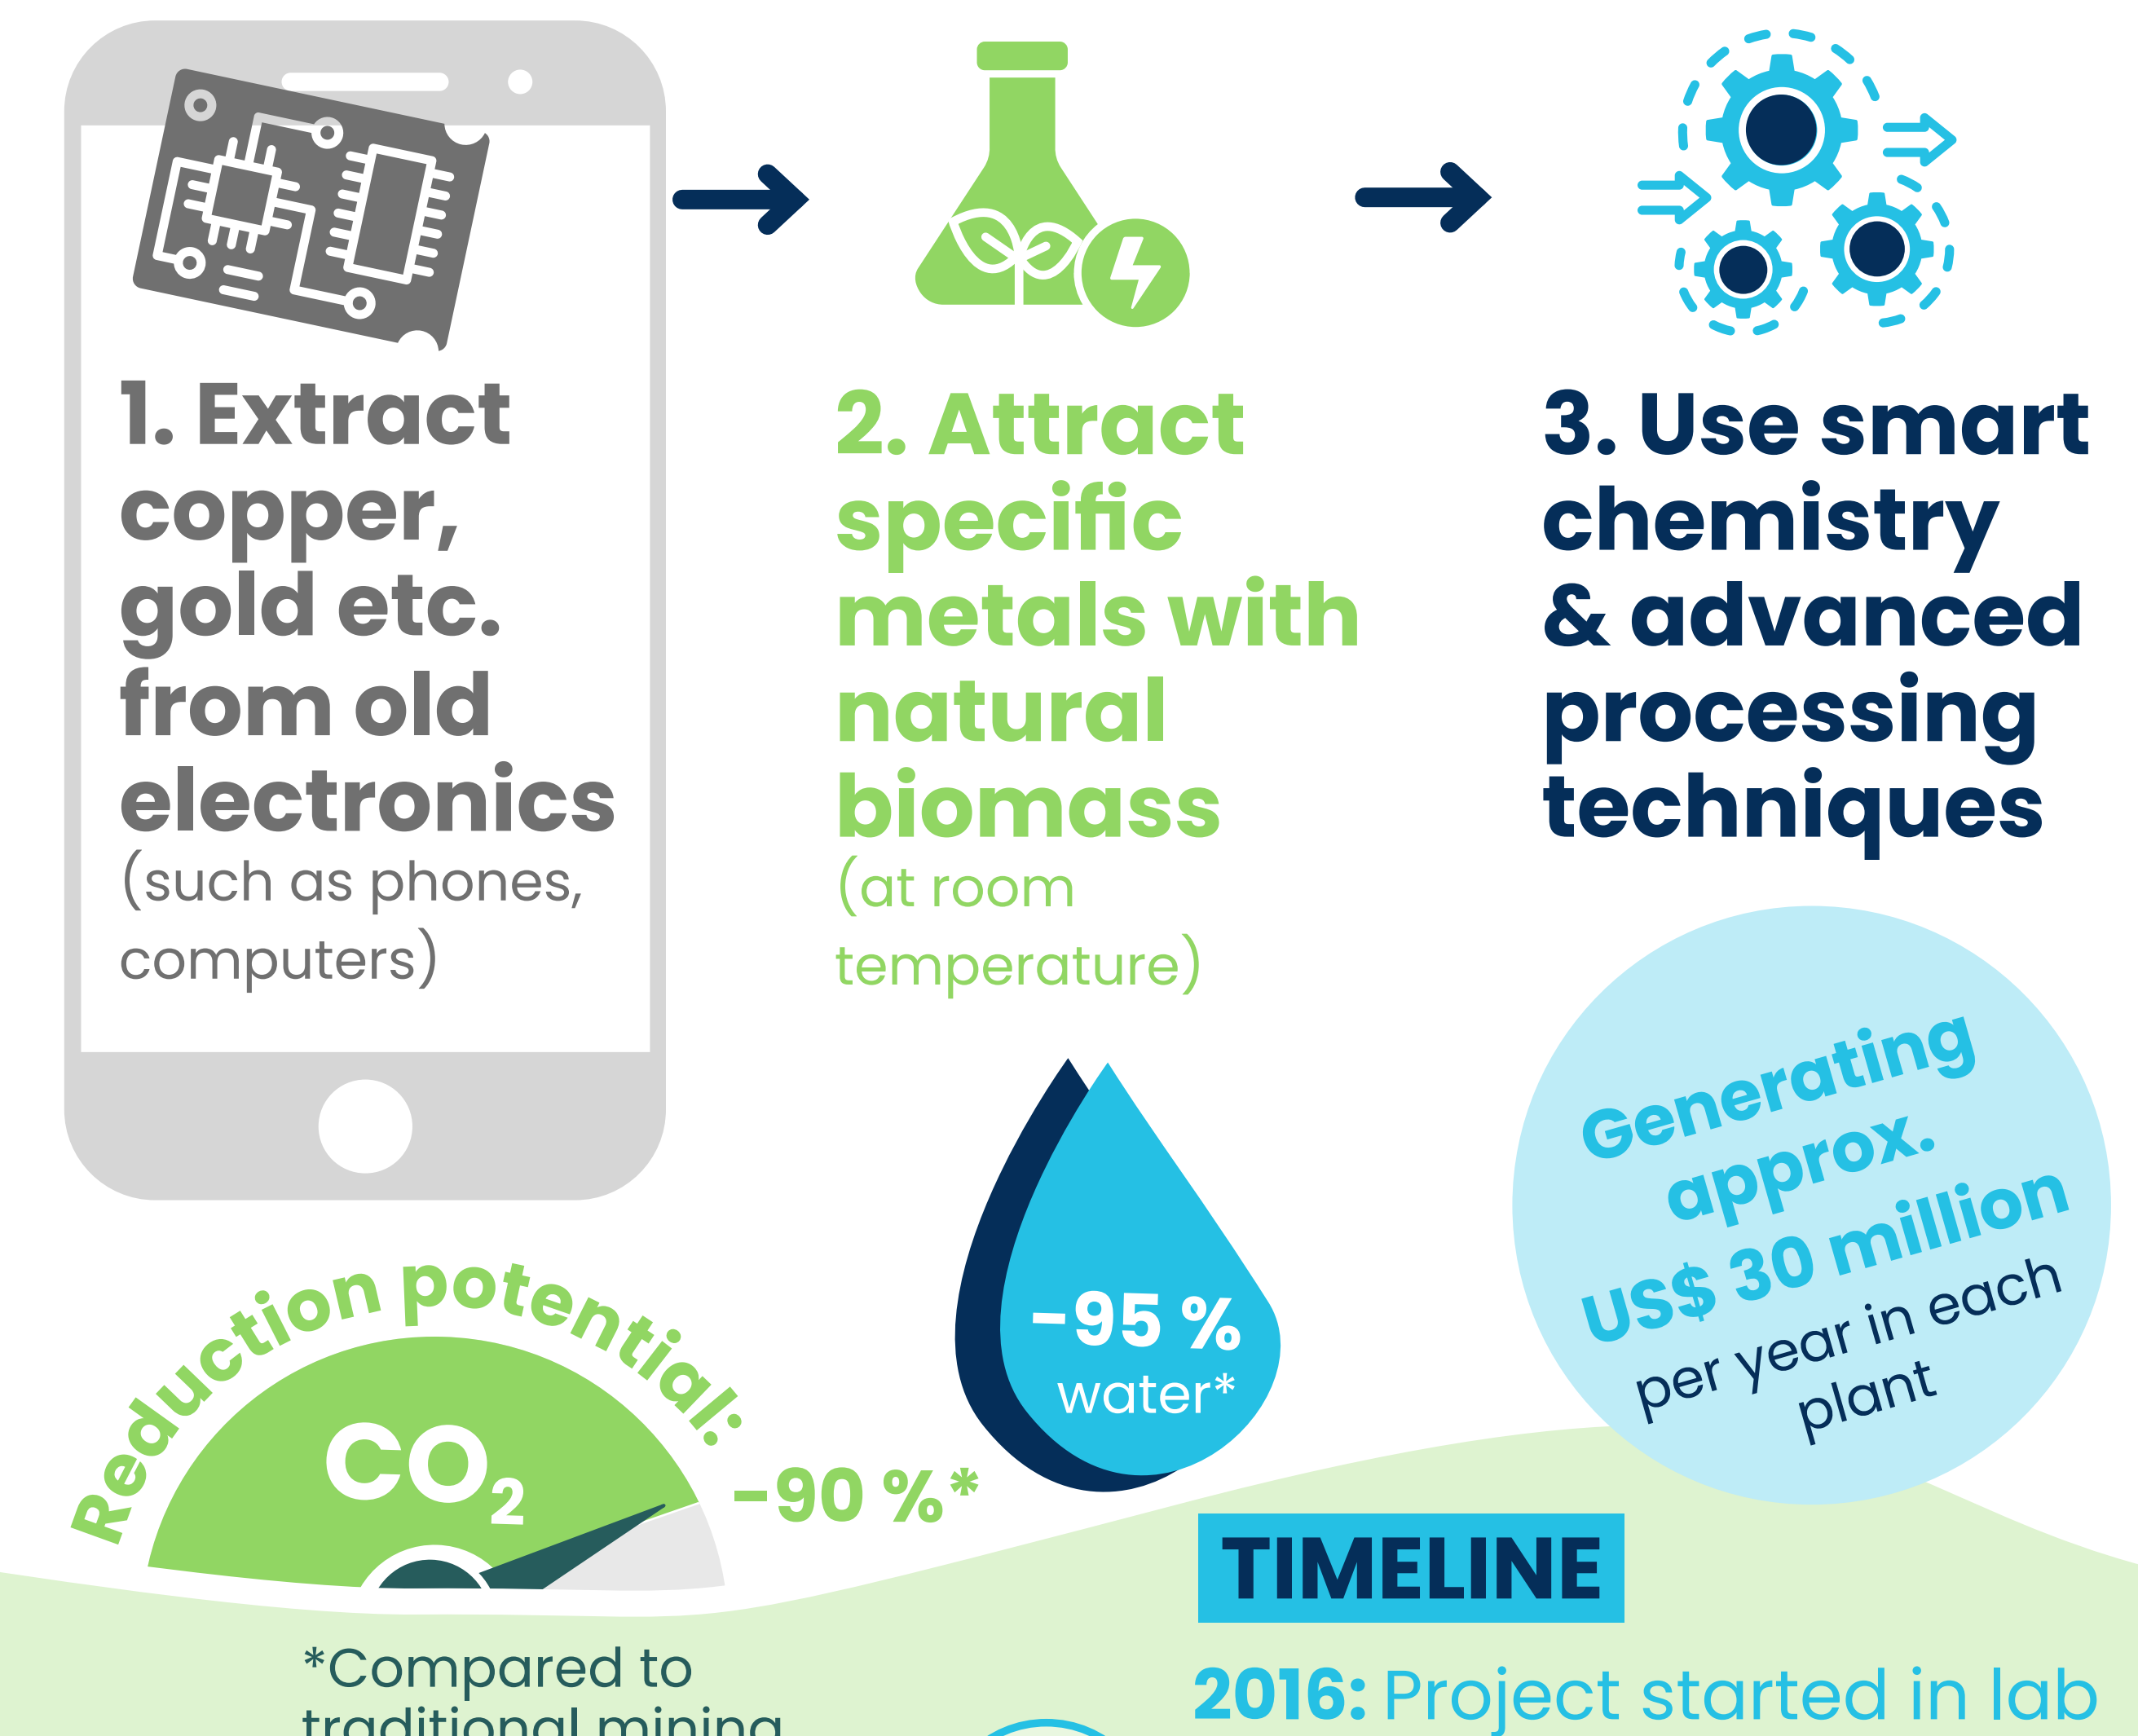 1. Extract
copper,
gold etc.
from old
electronics
(such as phones,
computers)
2. Attract
specific
metals with
natural
biomass
(at room
temperature)
3. Use smart
chemistry
& advanced
processing
techniques
Generating
approx.
US$ 30 million
per year in each
plant
-95 %
water*
Reduction potential:
CO2
-90 %*
*Compared to
traditional mining
TIMELINE
2016: Project started in lab